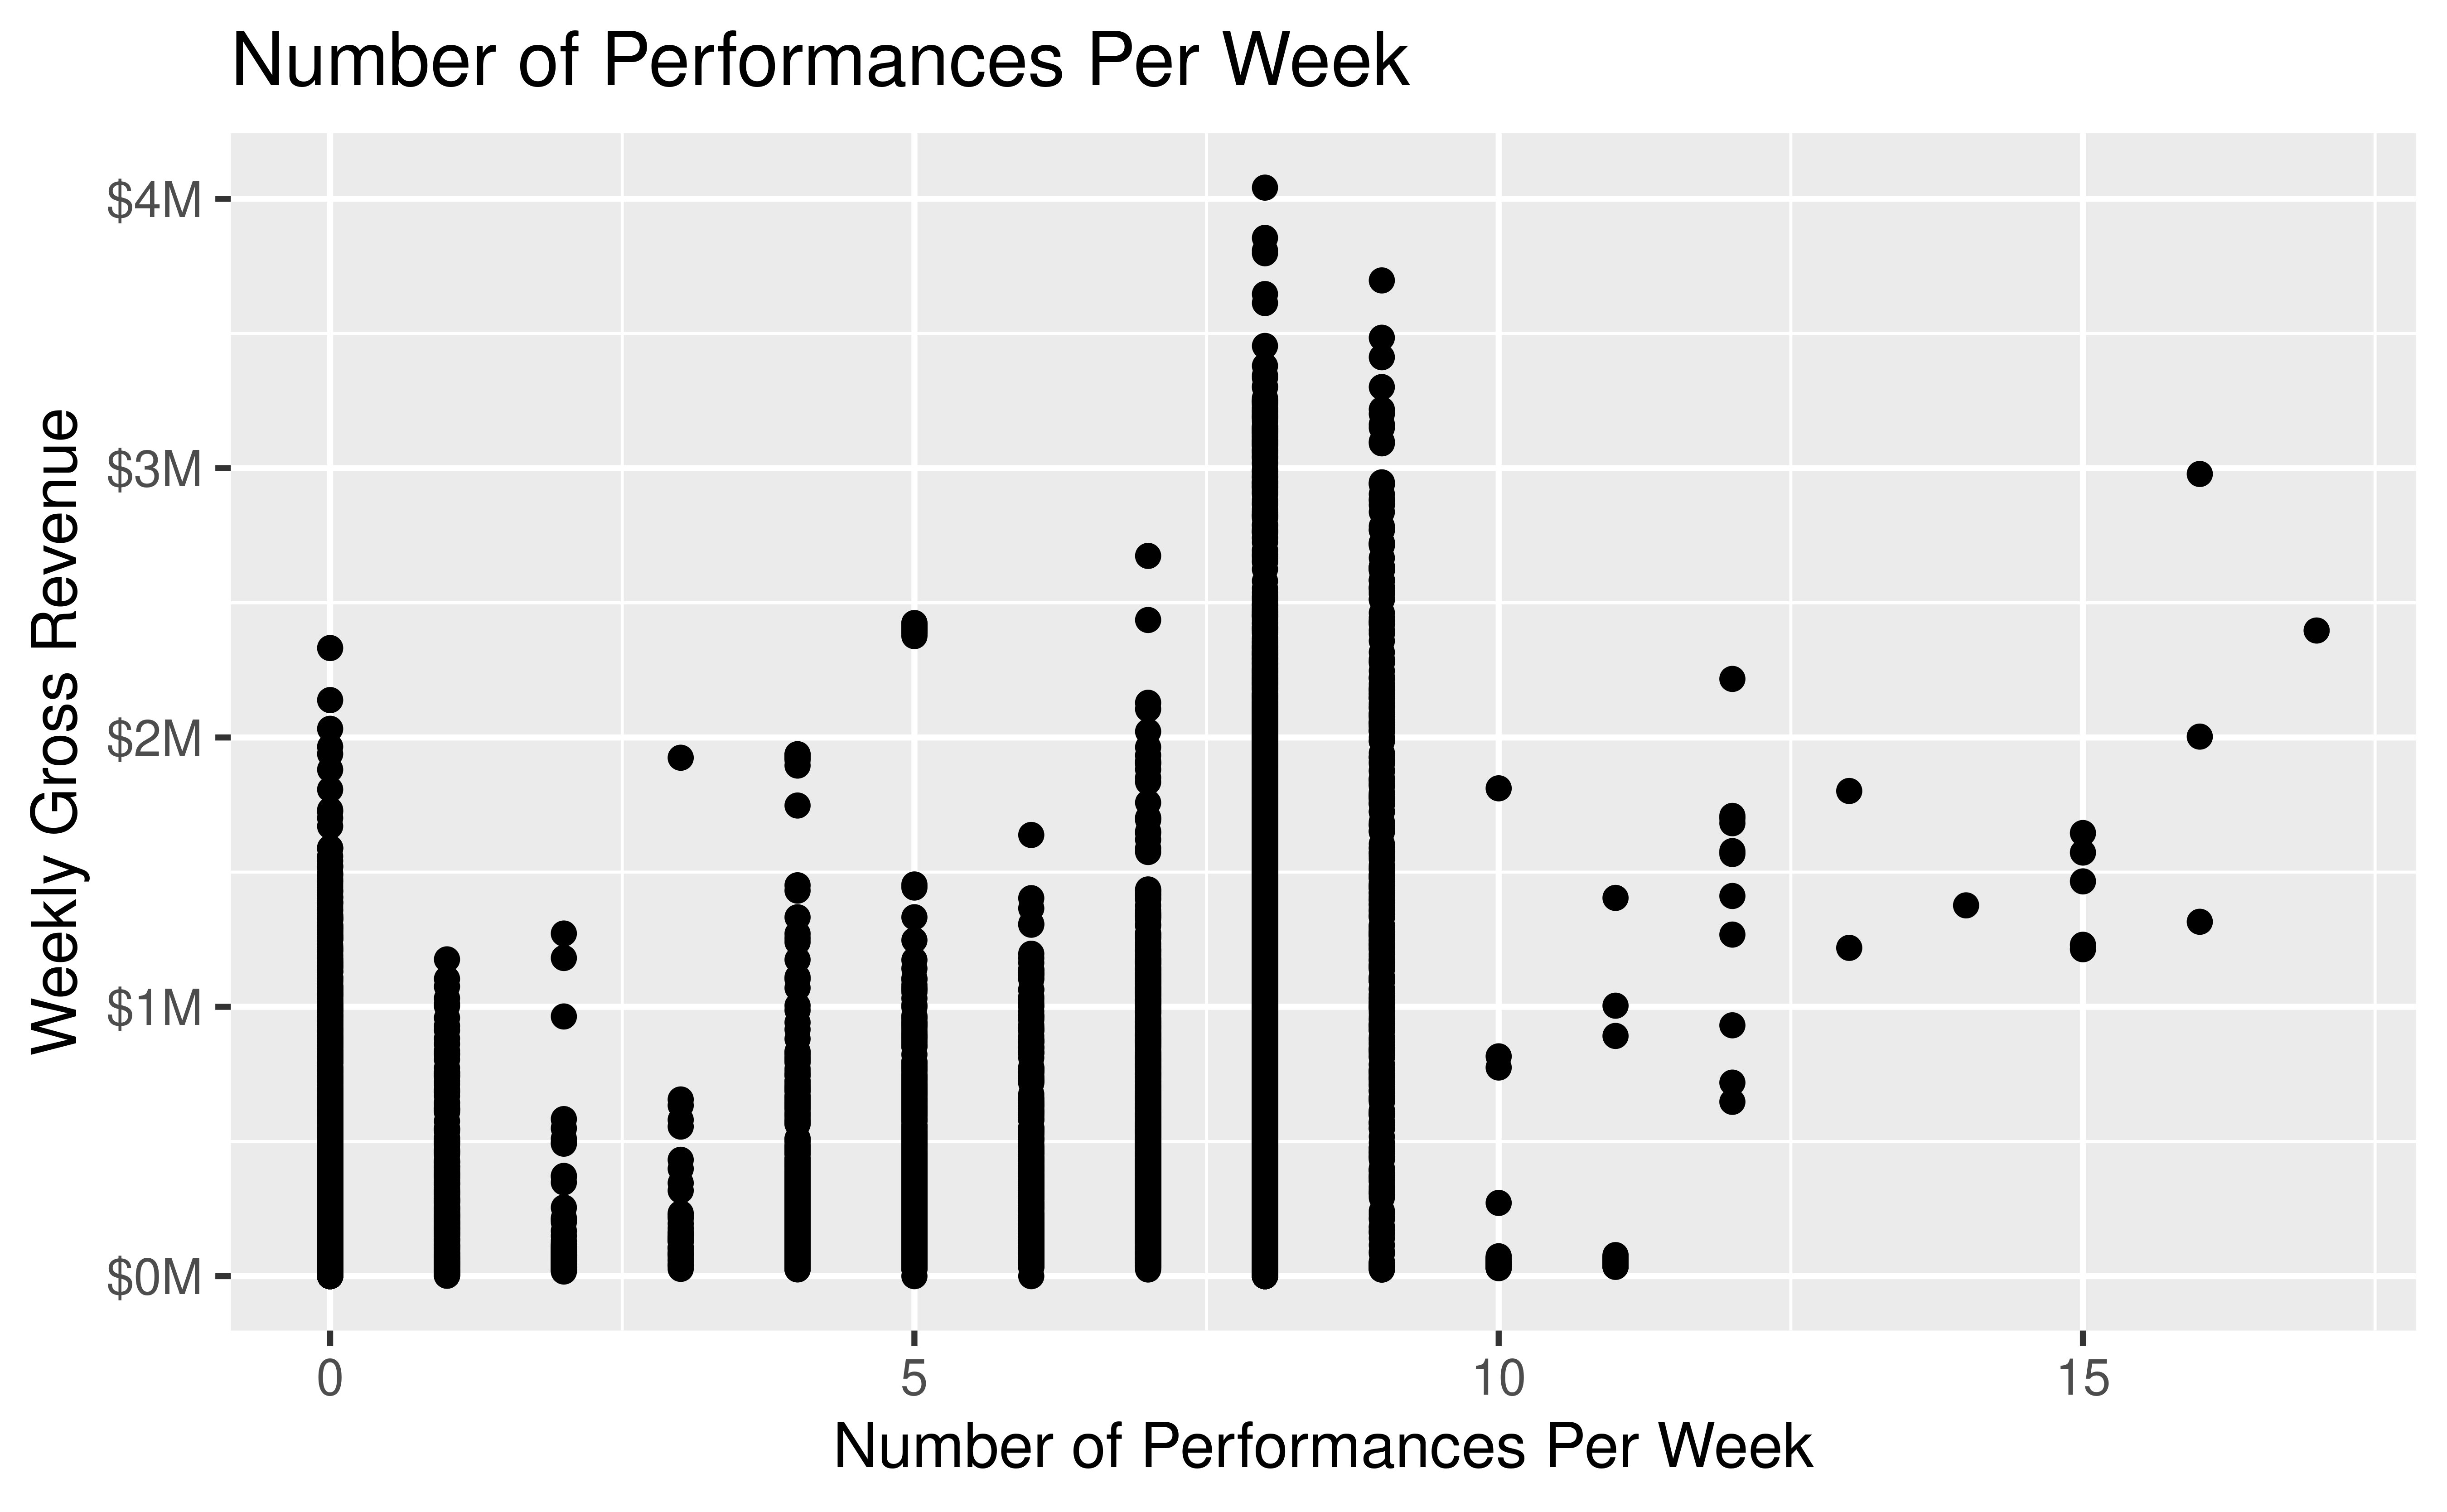 Number of Performances Per Week
Weekly Gross Revenue
$4M
$3M
$2M
$1M
$0M
0 5 10 15
Number of Performances Per Week